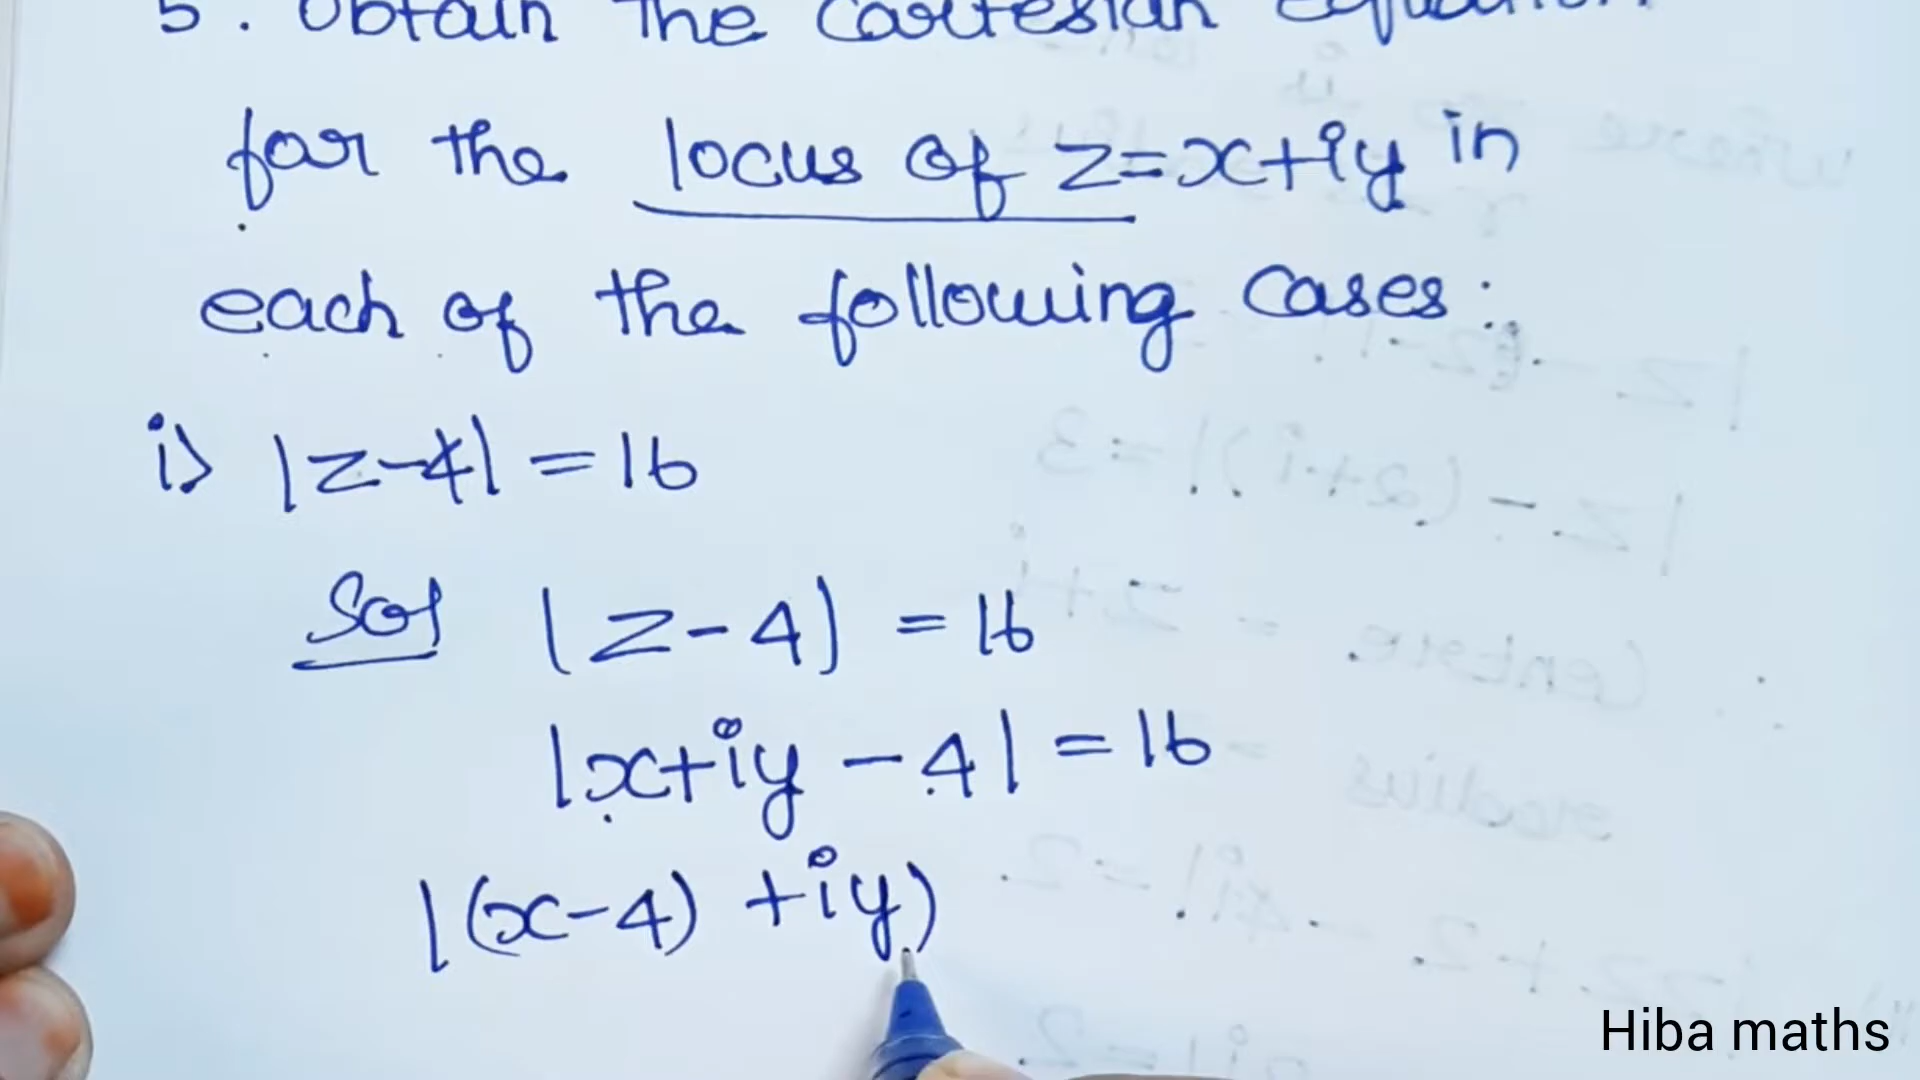 5. Obtain the Cartesian Equation
for the locus of z=x+iy in
each of the following Cases:
i) |z-4|=16
Sol |z-4| = 16
|x+iy-4|=16
|(x-4) +iy|
Hiba maths